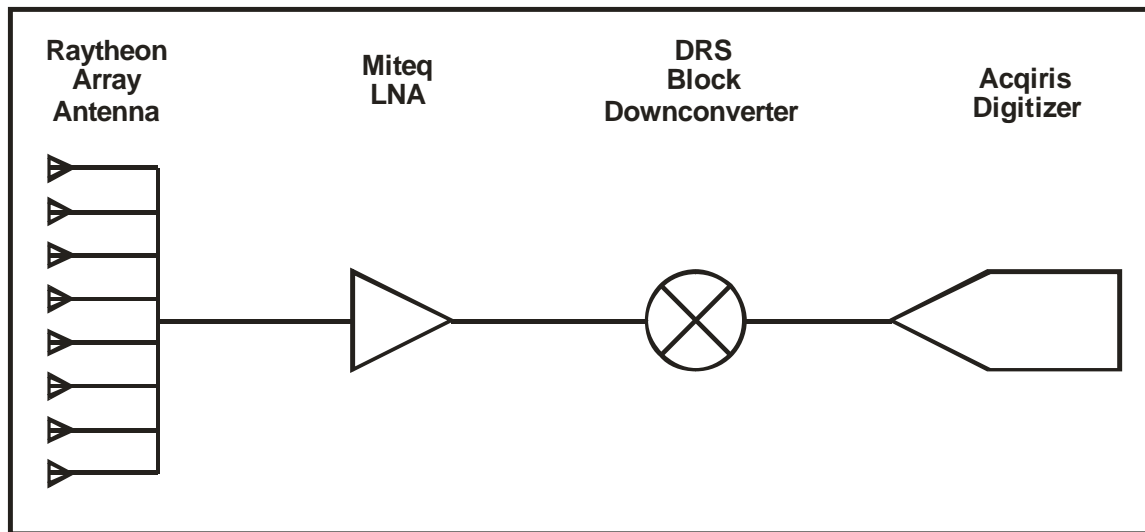 Raytheon
Array
Antenna
Miteq
LNA
DRS
Block
Downconverter
Acqiris
Digitizer